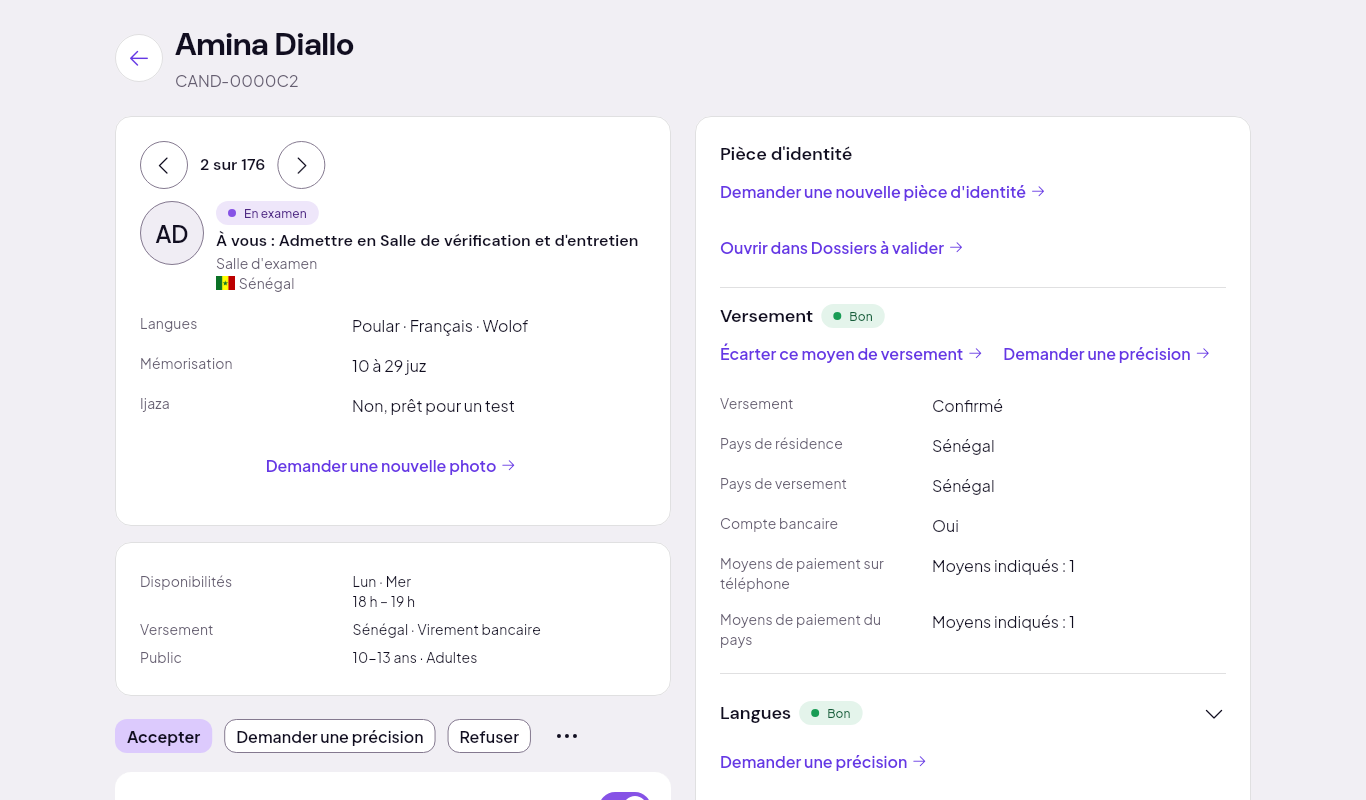 Amina Diallo
CAND-0000C2
2 sur 176
AD
En examen
À vous : Admettre en Salle de vérification et d'entretien
Salle d'examen
Sénégal
Langues
Poular · Français · Wolof
Mémorisation
10 à 29 juz
Ijaza
Non, prêt pour un test
Demander une nouvelle photo
Disponibilités
Lun · Mer
18 h – 19 h
Versement
Sénégal · Virement bancaire
Public
10–13 ans · Adultes
Accepter
Demander une précision
Refuser
Pièce d'identité
Demander une nouvelle pièce d'identité
Ouvrir dans Dossiers à valider
Versement
Bon
Écarter ce moyen de versement
Demander une précision
Versement
Confirmé
Pays de résidence
Sénégal
Pays de versement
Sénégal
Compte bancaire
Oui
Moyens de paiement sur
téléphone
Moyens indiqués : 1
Moyens de paiement du
pays
Moyens indiqués : 1
Langues
Bon
Demander une précision